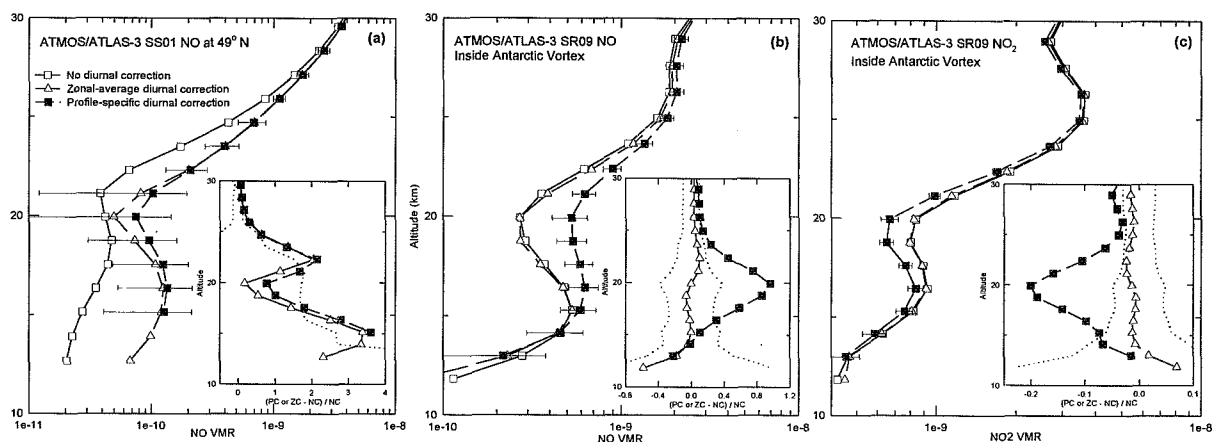 ATMOS/ATLAS-3 SS01 NO at 49° N
(a)
No diurnal correction
Zonal-average diurnal correction
Profile-specific diurnal correction
30
20
10
1e-11
1e-10
1e-9
1e-8
NO VMR
Altitude
30
20
10
0
1
2
3
4
(PC or ZC - NC) / NC
ATMOS/ATLAS-3 SR09 NO
Inside Antarctic Vortex
(b)
Altitude (km)
30
20
10
1e-10
1e-9
1e-8
NO VMR
Altitude
30
20
10
-0.6
0.0
0.4
0.8
1.2
(PC or ZC - NC) / NC
ATMOS/ATLAS-3 SR09 NO2
Inside Antarctic Vortex
(c)
30
20
10
1e-9
1e-8
NO2 VMR
Altitude
30
20
10
-0.2
-0.1
0.0
0.1
(PC or ZC - NC) / NC